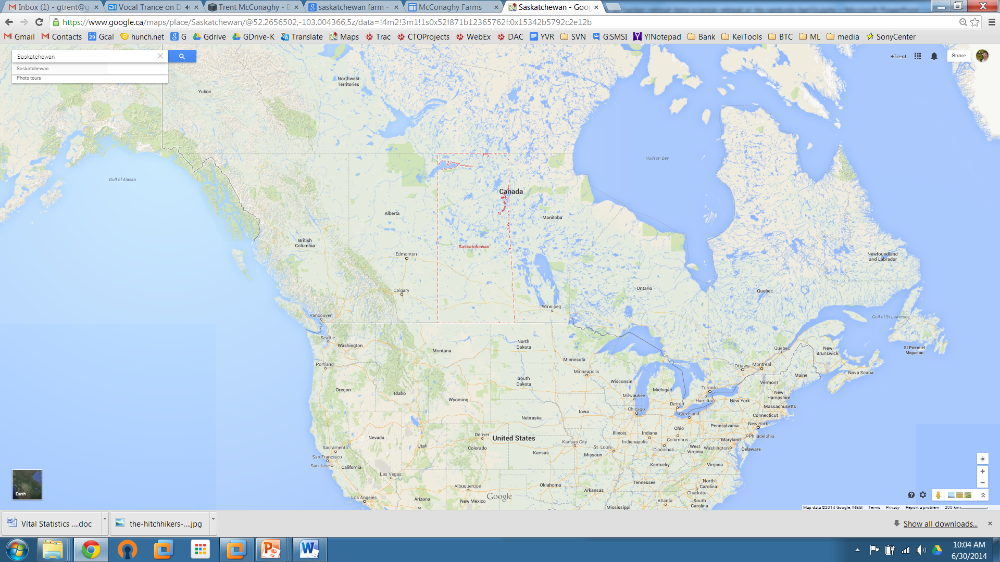 Inbox (1) - gtrent@g
Vocal Trance on D
Trent McConaghy - B
saskatchewan farm -
McConaghy Farms
Saskatchewan - Goo
https://www.google.ca/maps/place/Saskatchewan/@52.2656502,-103.004366,5z/data=!4m2!3m1!1s0x52f871b12365762f:0x15342b5792c2e12b
Gmail Contacts Gcal hunch.net G Gdrive GDrive-K Translate Maps Trac CTOProjects WebEx DAC YVR SVN G:SMSI Y!Notepad Bank KeiTools BTC ML media SonyCenter
Saskatchewan
Saskatchewan
Photo tours
+Trent
Share
Northwest
Territories
Yukon
Hudson Bay
Gulf of Alaska
Canada
Alberta
Manitoba
British
Columbia
Saskatchewan
Edmonton
Newfoundland
and Labrador
Calgary
Ontario
Quebec
Winnipeg
Vancouver
Gulf of St Lawrence
Seattle
Washington
North
Dakota
Montana
Minnesota
Québec
New
Brunswick
St Pierre et
Miquelon
Portland
Ottawa
Montreal
Minneapolis
Nova Scotia
Maine
South
Dakota
Wisconsin
Vermont
Oregon
Idaho
Michigan
Toronto
Milwaukee
Hamilton
New York
New
Hampshire
Wyoming
Detroit
Massachusetts
Chicago
Cleveland
Iowa
Nebraska
Connecticut
New York
Pennsylvania
Illinois
Indiana
Ohio
Philadelphia
Nevada
Denver
United States
Kansas City
Indianapolis
Columbus
Maryland
Utah
Colorado
St. Louis
Cincinnati
West
Virginia
Washington
Delaware
Sacramento
Kansas
Missouri
San Francisco
San Jose
California
Kentucky
Virginia
Las Vegas
Albuquerque
Oklahoma
Tennessee
North
Carolina
Arkansas
Charlotte
Los Angeles
Arizona
New Mexico
Google
Atlanta
South
Carolina
Mississippi
Earth
Map data ©2014 Google, INEGI Terms Privacy Report a problem 200 km
Vital Statistics ....doc
the-hitchhikers-....jpg
Show all downloads...
10:04 AM
6/30/2014